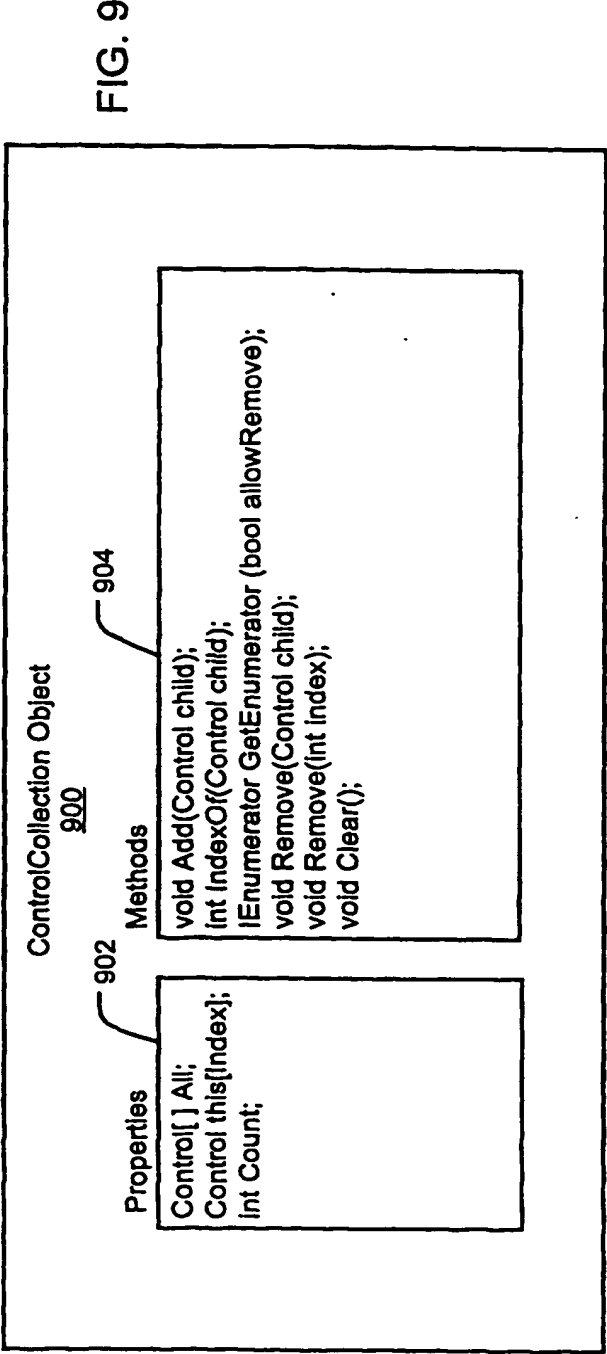 FIG. 9
ControlCollection Object
900
Properties
902
Control[ ] All;
Control this[Index];
int Count;
Methods
904
void Add(Control child);
int IndexOf(Control child);
IEnumerator GetEnumerator (bool allowRemove);
void Remove(Control child);
void Remove(int index);
void Clear();